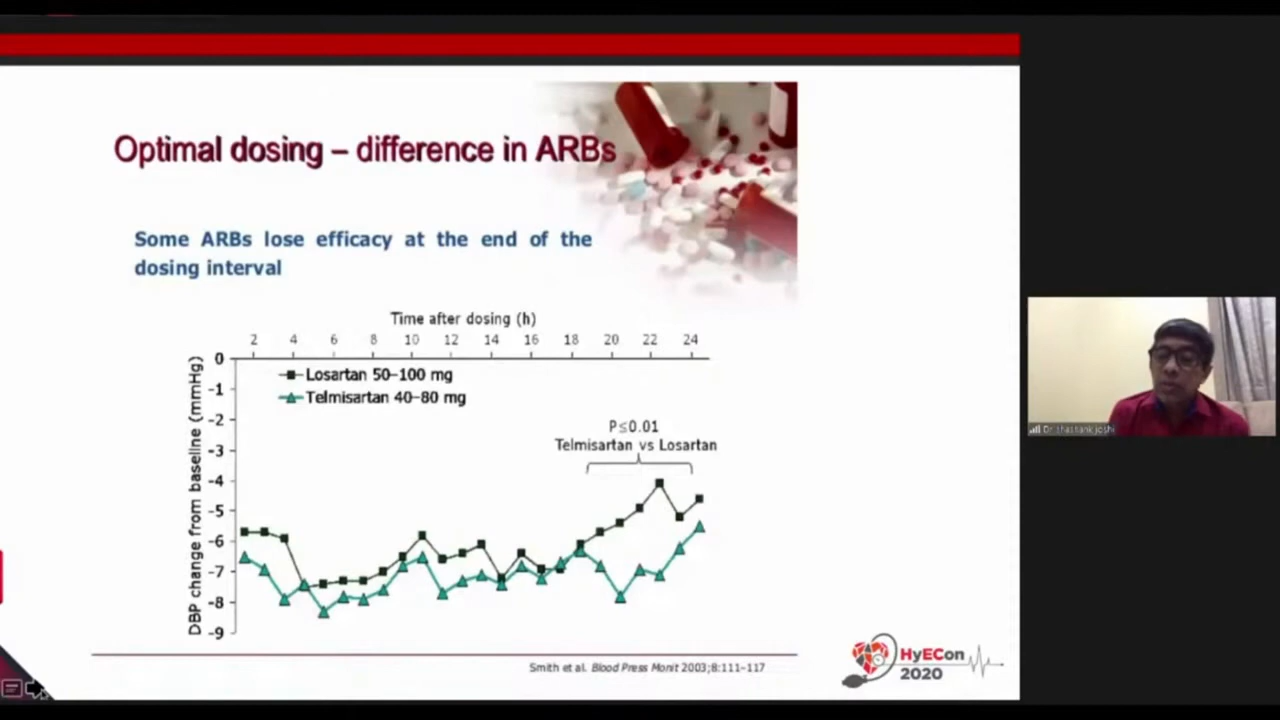 Optimal dosing – difference in ARBs
Some ARBs lose efficacy at the end of the
dosing interval
Time after dosing (h)
2 4 6 8 10 12 14 16 18 20 22 24
0
-1
-2
-3
-4
-5
-6
-7
-8
-9
DBP change from baseline (mmHg)
Losartan 50–100 mg
Telmisartan 40–80 mg
P≤0.01
Telmisartan vs Losartan
Smith et al. Blood Press Monit 2003;8:111–117
HyECon
2020
Dr shashank joshi